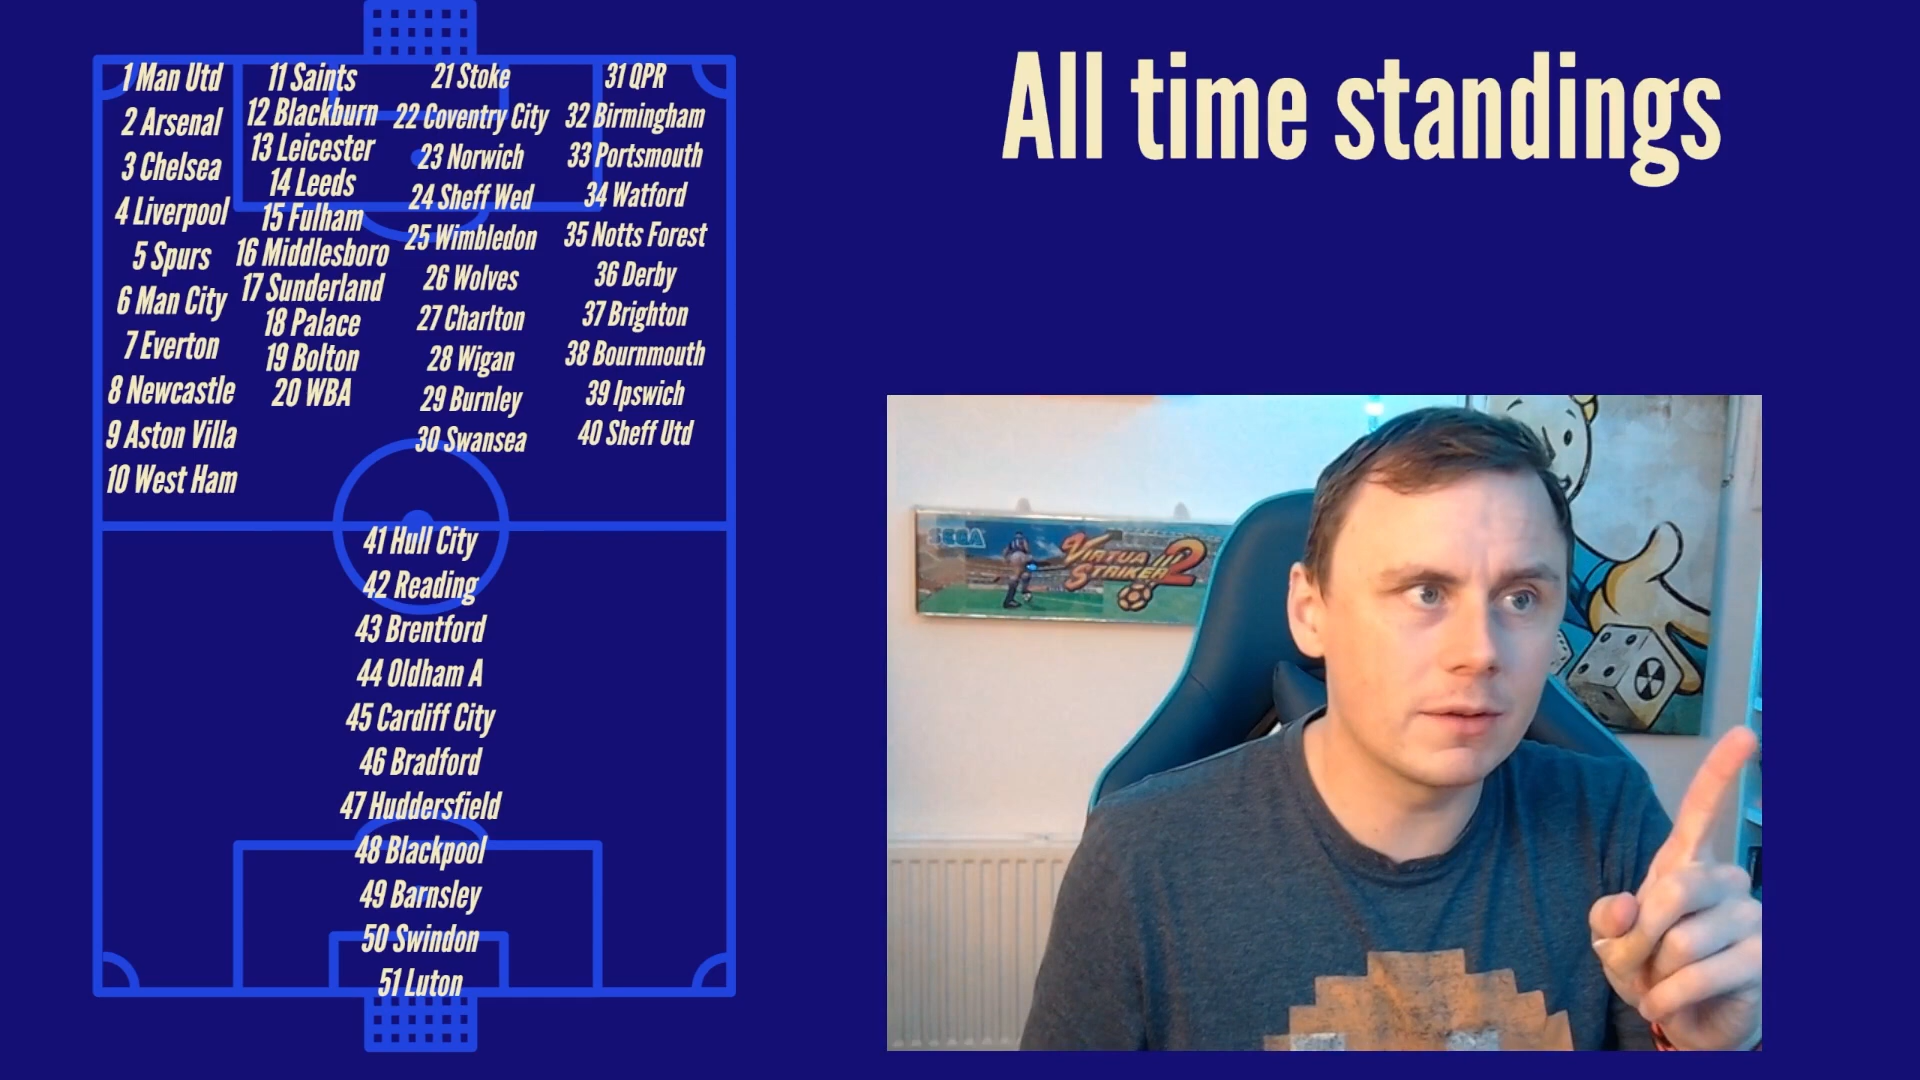 All time standings
1 Man Utd
2 Arsenal
3 Chelsea
4 Liverpool
5 Spurs
6 Man City
7 Everton
8 Newcastle
9 Aston Villa
10 West Ham
11 Saints
12 Blackburn
13 Leicester
14 Leeds
15 Fulham
16 Middlesboro
17 Sunderland
18 Palace
19 Bolton
20 WBA
21 Stoke
22 Coventry City
23 Norwich
24 Sheff Wed
25 Wimbledon
26 Wolves
27 Charlton
28 Wigan
29 Burnley
30 Swansea
31 QPR
32 Birmingham
33 Portsmouth
34 Watford
35 Notts Forest
36 Derby
37 Brighton
38 Bournmouth
39 Ipswich
40 Sheff Utd
41 Hull City
42 Reading
43 Brentford
44 Oldham A
45 Cardiff City
46 Bradford
47 Huddersfield
48 Blackpool
49 Barnsley
50 Swindon
51 Luton
SEGA
VIRTUA
STRIKER 2